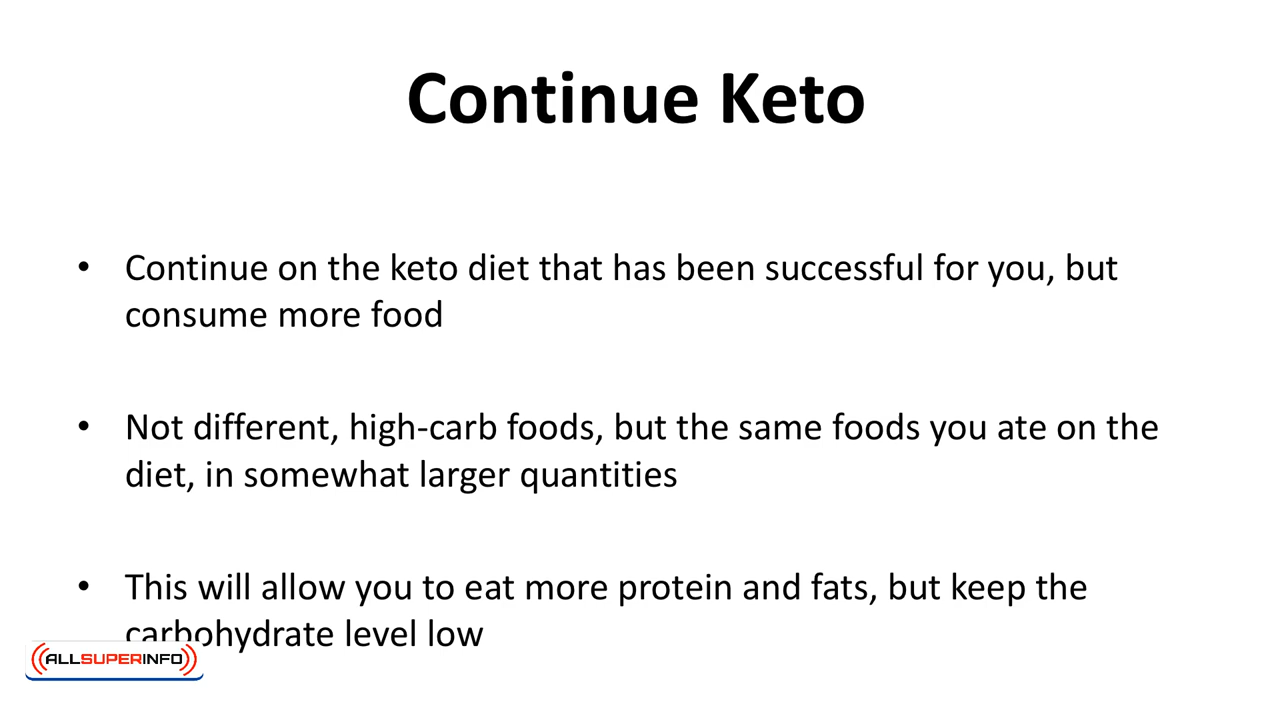 Continue Keto
• Continue on the keto diet that has been successful for you, but
consume more food
• Not different, high-carb foods, but the same foods you ate on the
diet, in somewhat larger quantities
• This will allow you to eat more protein and fats, but keep the
carbohydrate level low
ALLSUPERINFO